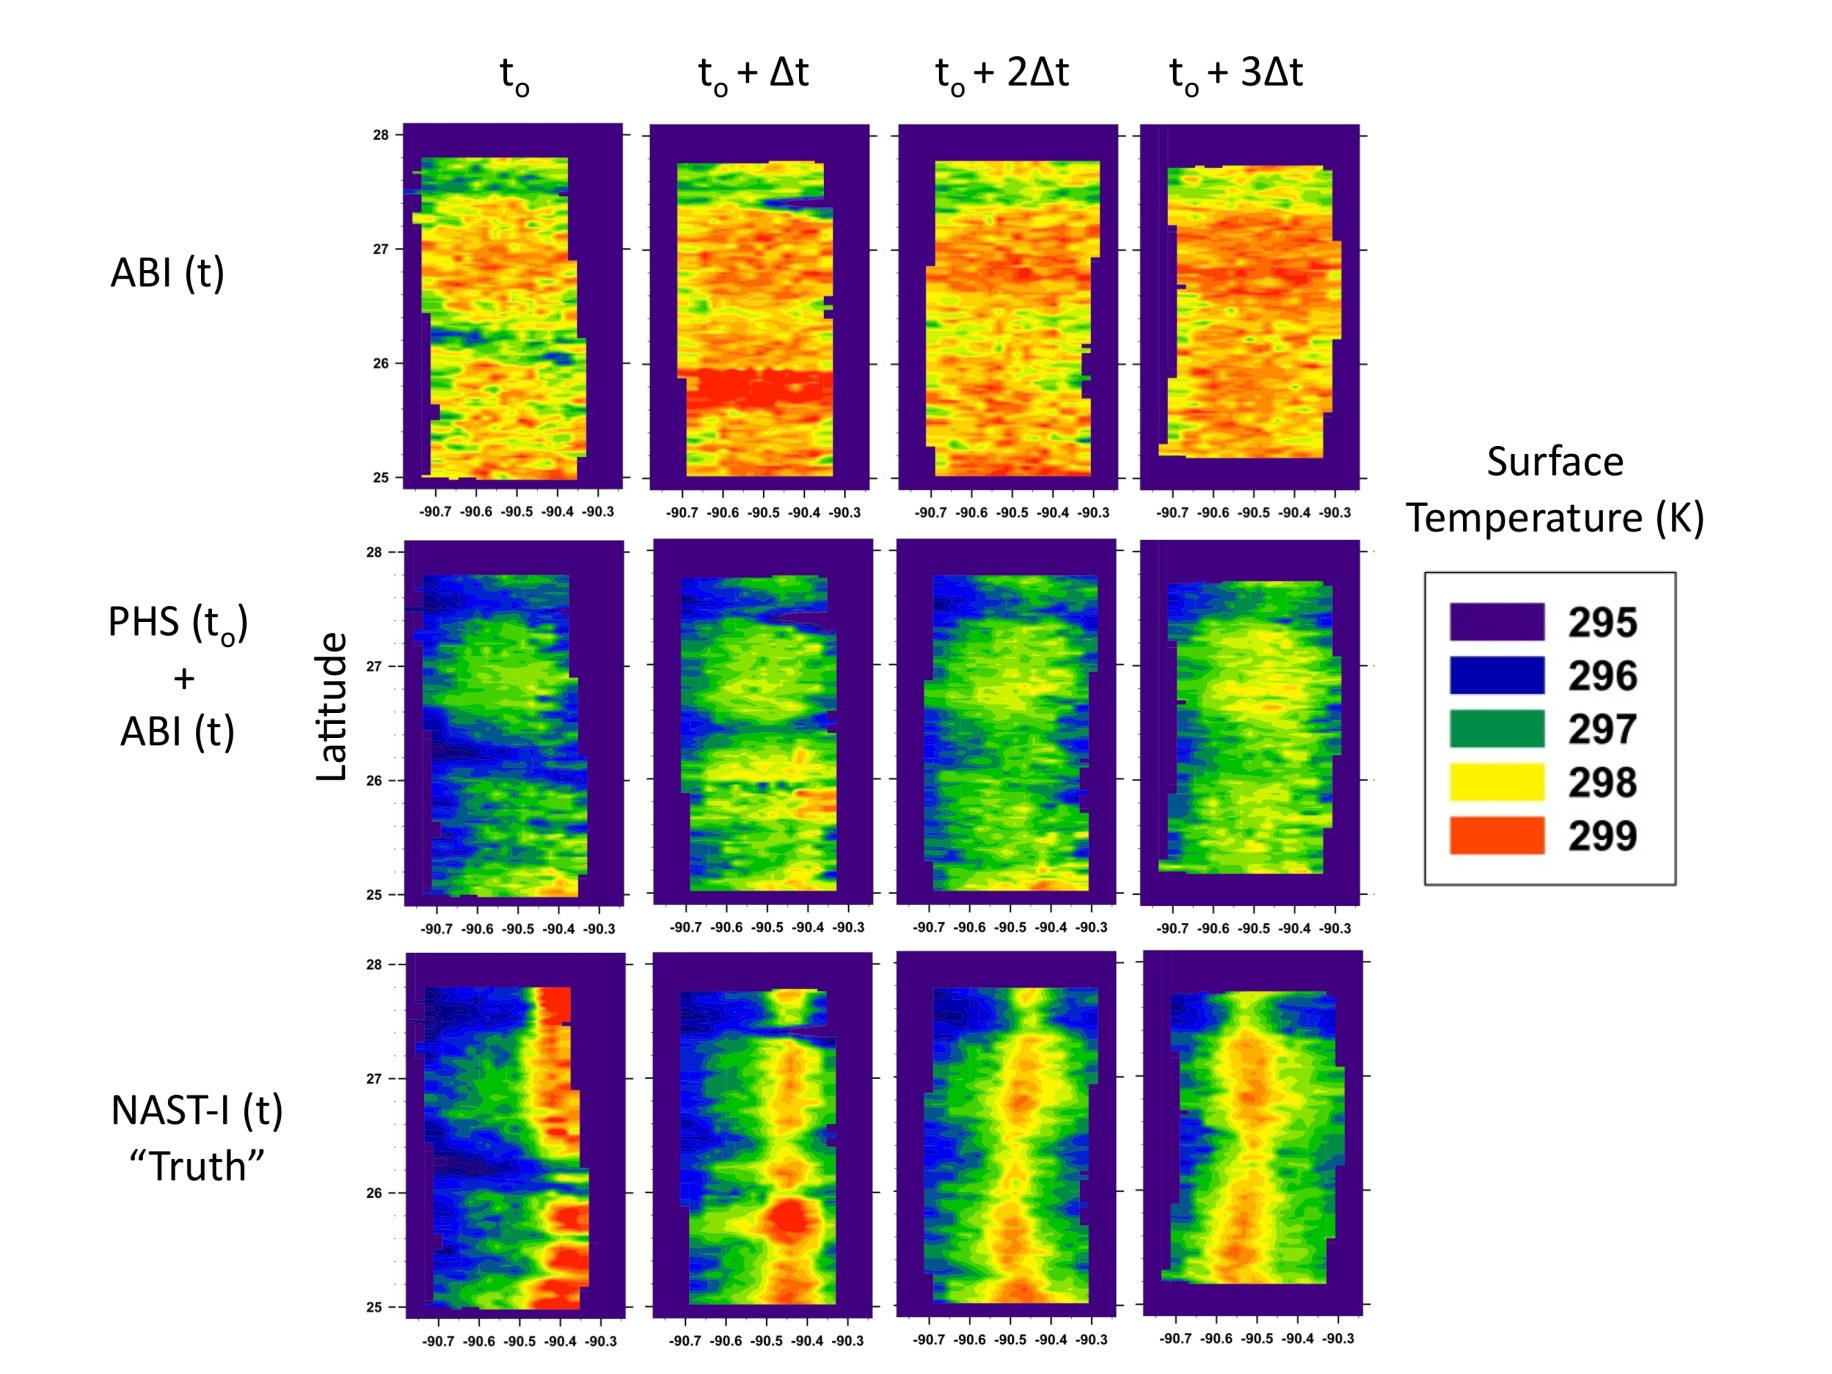 tₒ
tₒ + Δt
tₒ + 2Δt
tₒ + 3Δt
ABI (t)
28
27
26
25
-90.7 -90.6 -90.5 -90.4 -90.3
-90.7 -90.6 -90.5 -90.4 -90.3
-90.7 -90.6 -90.5 -90.4 -90.3
-90.7 -90.6 -90.5 -90.4 -90.3
PHS (tₒ)
+
ABI (t)
Latitude
28
27
26
25
-90.7 -90.6 -90.5 -90.4 -90.3
-90.7 -90.6 -90.5 -90.4 -90.3
-90.7 -90.6 -90.5 -90.4 -90.3
-90.7 -90.6 -90.5 -90.4 -90.3
NAST-I (t)
“Truth”
28
27
26
25
-90.7 -90.6 -90.5 -90.4 -90.3
-90.7 -90.6 -90.5 -90.4 -90.3
-90.7 -90.6 -90.5 -90.4 -90.3
-90.7 -90.6 -90.5 -90.4 -90.3
Surface
Temperature (K)
295
296
297
298
299